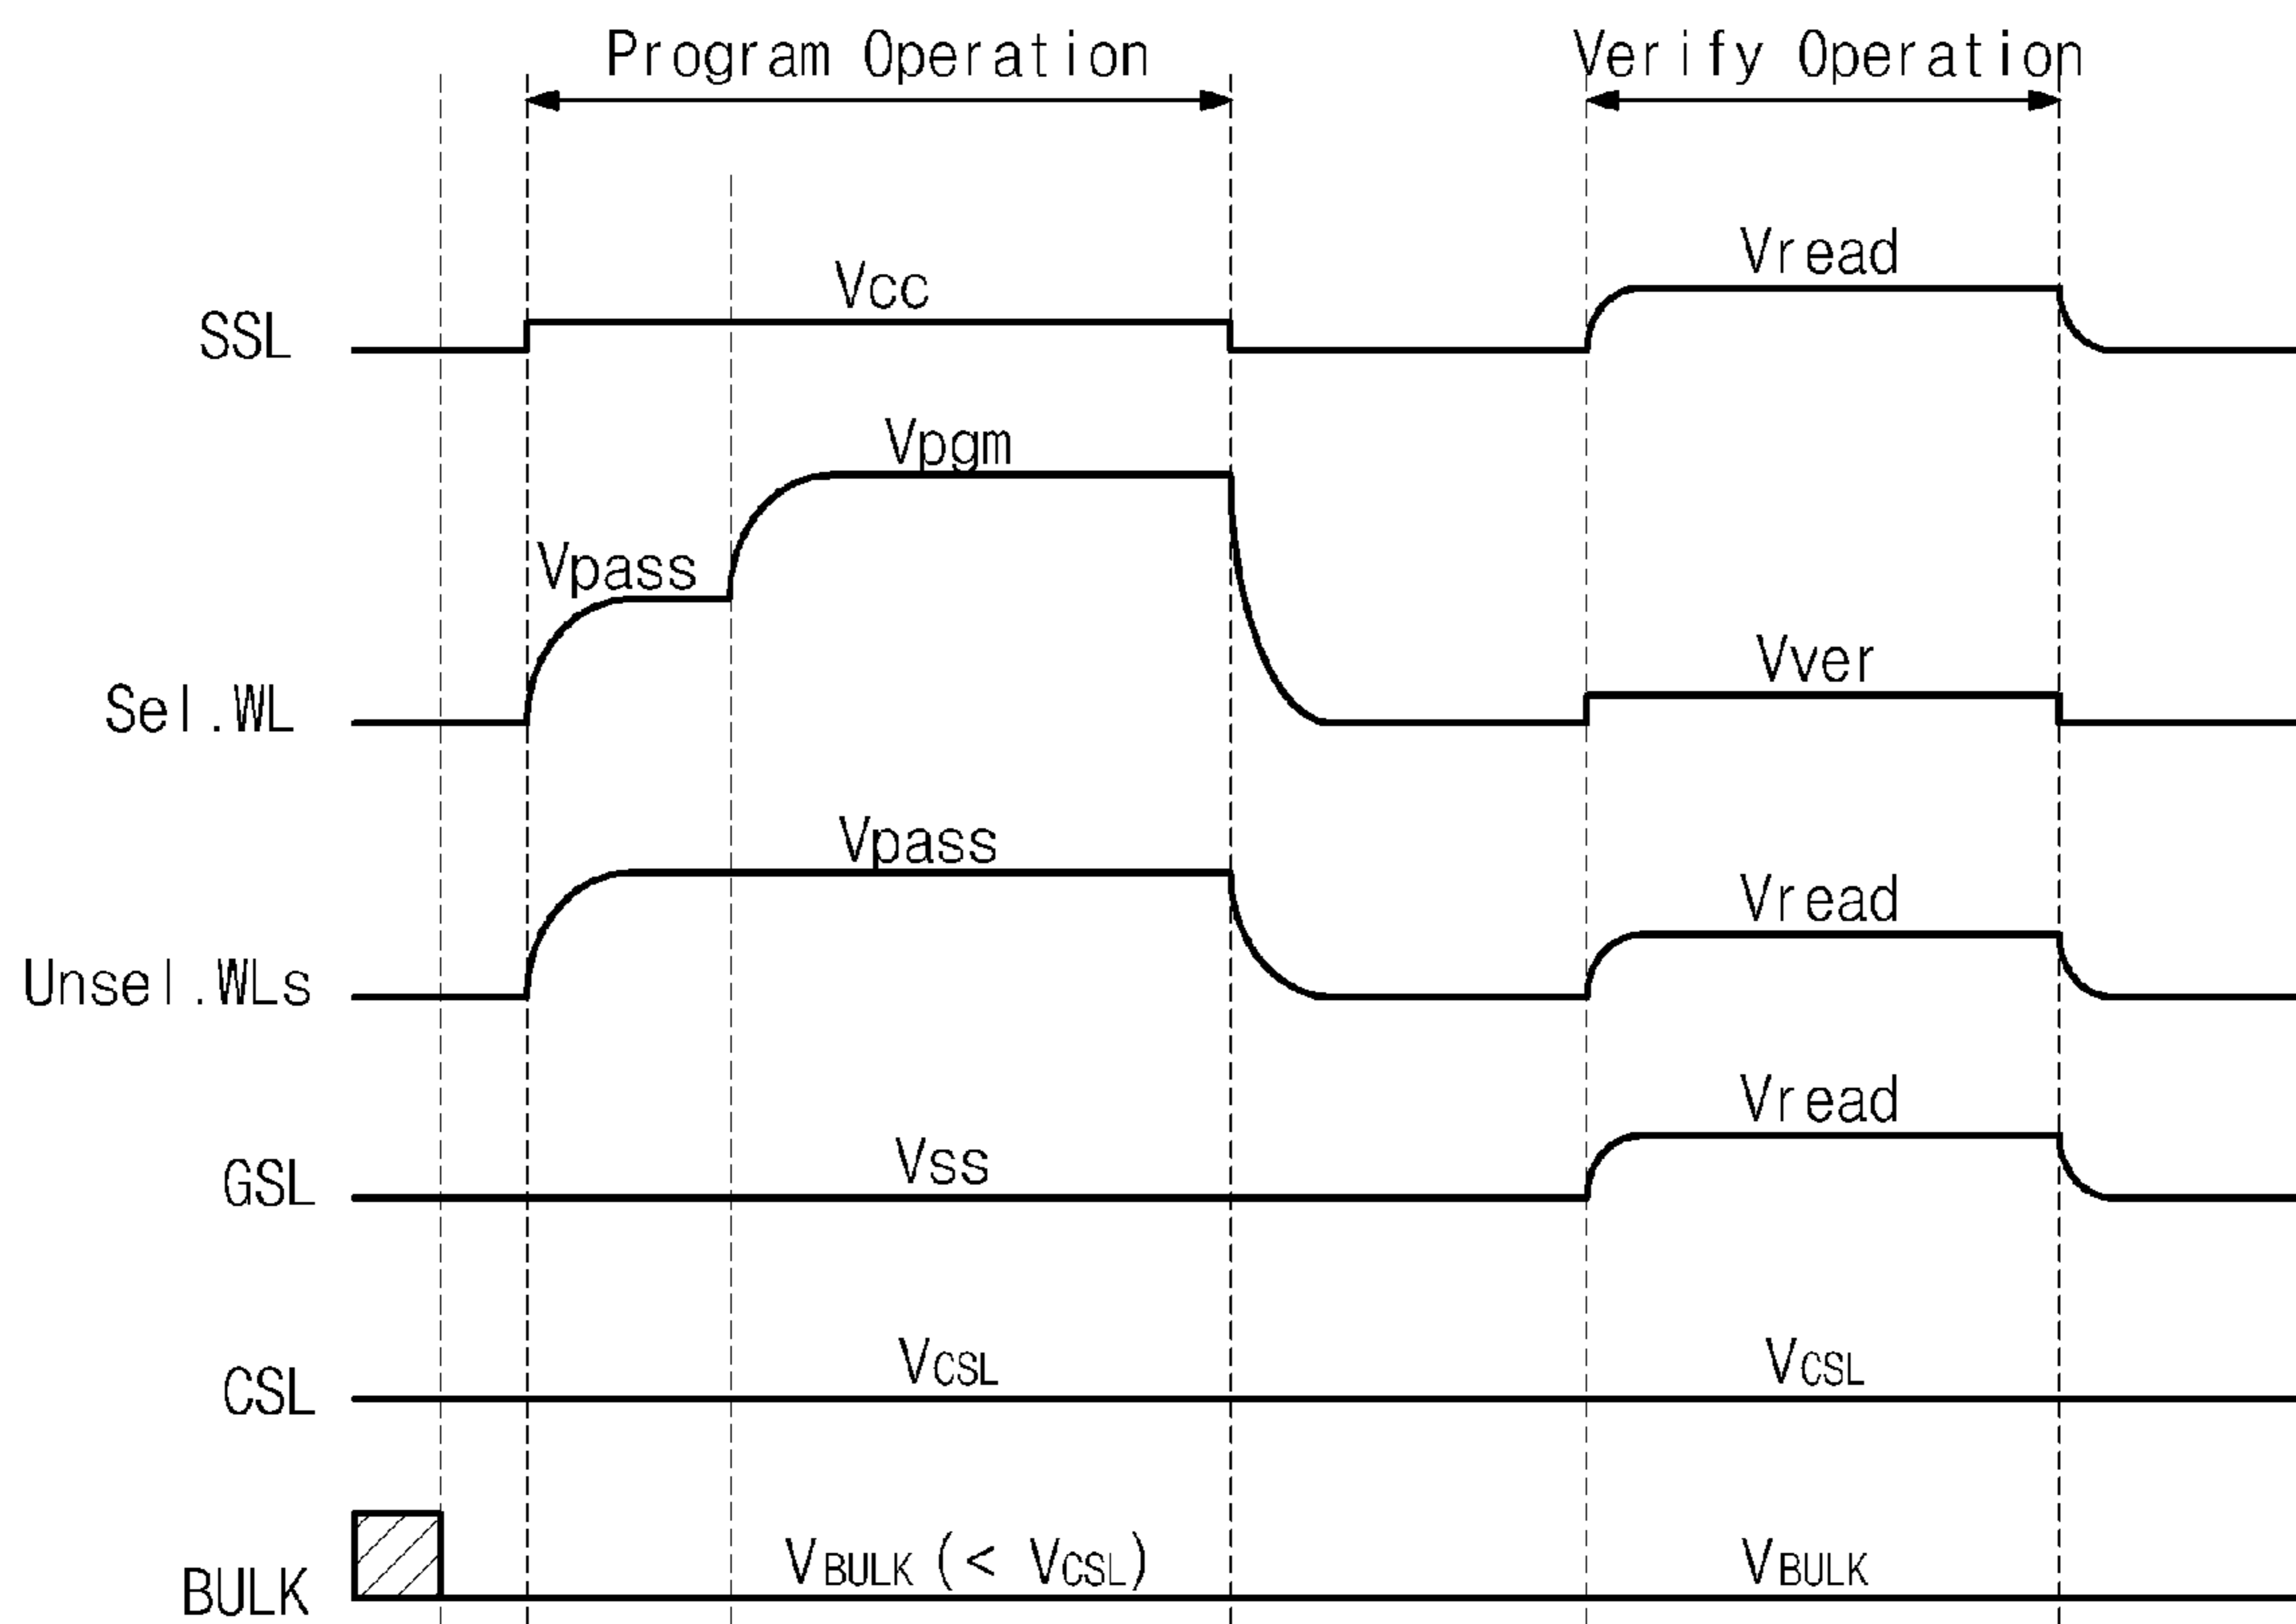 Program Operation
Verify Operation
SSL
Vcc
Vread
Sel.WL
Vpass
Vpgm
Vver
Unsel.WLs
Vpass
Vread
GSL
Vss
Vread
CSL
VCSL
VCSL
BULK
VBULK (< VCSL)
VBULK